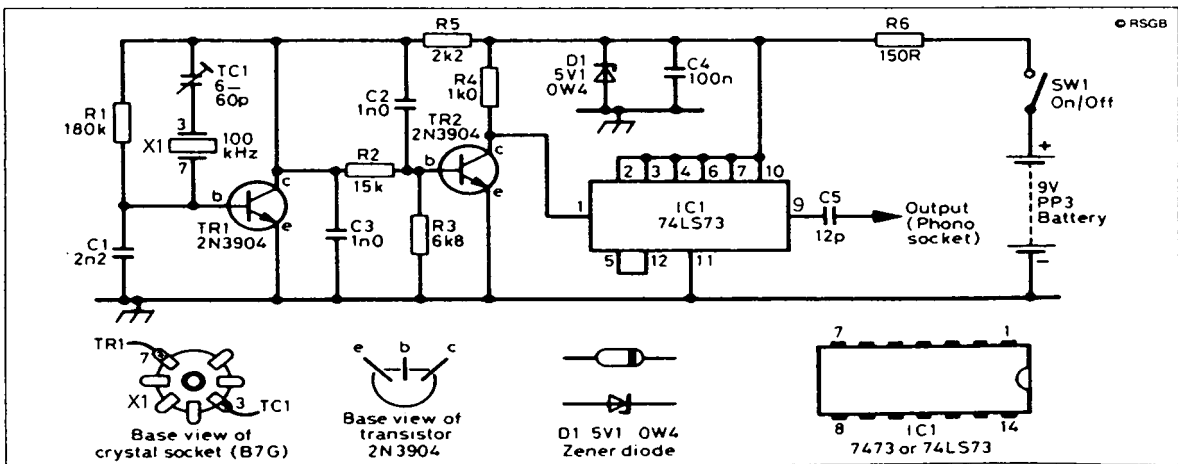 © RSGB
R5
2k2
R6
150R
TC1
6–
60p
R1
180k
3
X1
100
kHz
7
C2
1n0
R4
1k0
TR2
2N3904
D1
5V1
0W4
C4
100n
SW1
On/Off
R2
15k
b
c
e
b
c
e
TR1
2N3904
C1
2n2
C3
1n0
R3
6k8
2 3 4 6 7 10
1
IC1
74LS73
9
5 12 11
C5
12p
Output
(Phono
socket)
+
9V
PP3
Battery
−
TR1
7
X1
3
TC1
Base view of
crystal socket (B7G)
e b c
Base view of
transistor
2N3904
D1 5V1 0W4
Zener diode
7 1
8 14
IC1
7473 or 74LS73